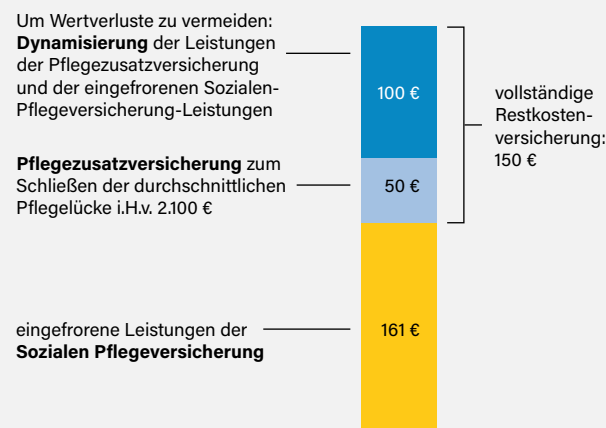 Um Wertverluste zu vermeiden:
Dynamisierung der Leistungen
der Pflegezusatzversicherung
und der eingefrorenen Sozialen-
Pflegeversicherung-Leistungen
100 €
vollständige
Restkosten-
versicherung:
150 €
Pflegezusatzversicherung zum
Schließen der durchschnittlichen
Pflegelücke i.H.v. 2.100 €
50 €
eingefrorene Leistungen der
Sozialen Pflegeversicherung
161 €